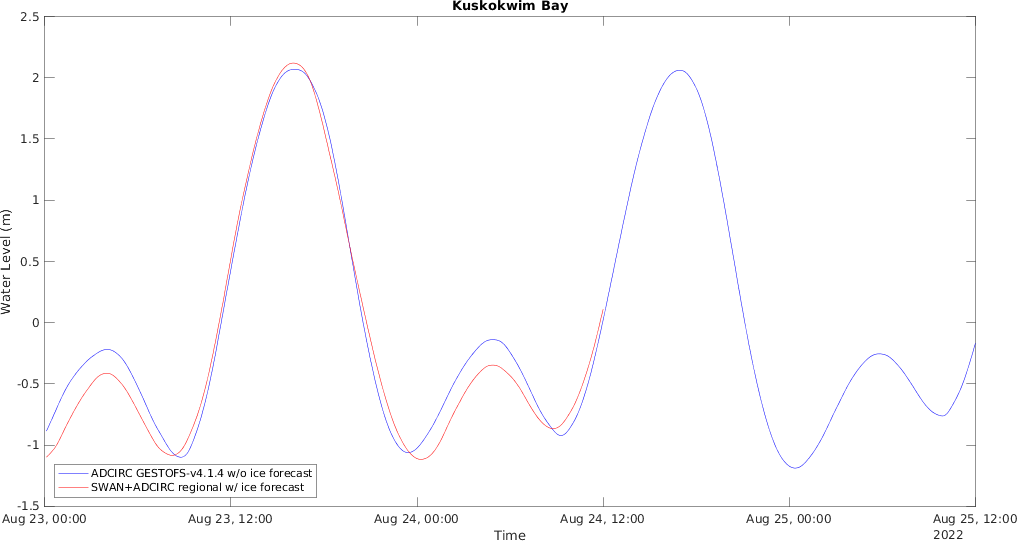 Kuskokwim Bay
2.5
2
1.5
1
0.5
0
-0.5
-1
-1.5
Water Level (m)
ADCIRC GESTOFS-v4.1.4 w/o ice forecast
SWAN+ADCIRC regional w/ ice forecast
Aug 23, 00:00 Aug 23, 12:00 Aug 24, 00:00 Aug 24, 12:00 Aug 25, 00:00 Aug 25, 12:00
Time
2022